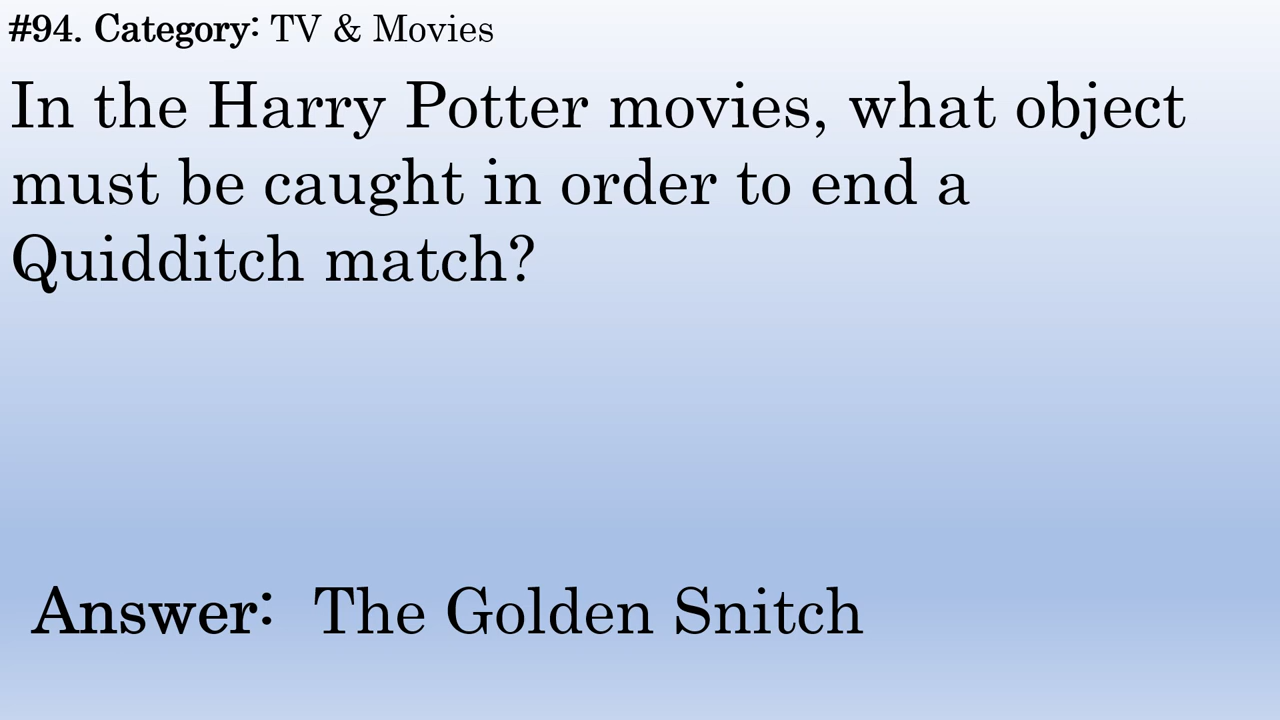 #94. Category: TV & Movies
In the Harry Potter movies, what object
must be caught in order to end a
Quidditch match?
Answer: The Golden Snitch